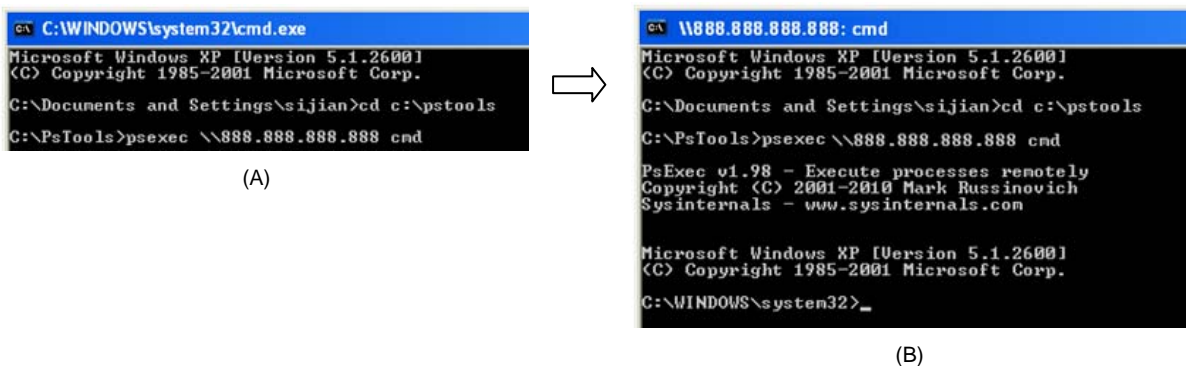 C:\WINDOWS\system32\cmd.exe
Microsoft Windows XP [Version 5.1.2600]
(C) Copyright 1985-2001 Microsoft Corp.
C:\Documents and Settings\sijian>cd c:\pstools
C:\PsTools>psexec \\888.888.888.888 cmd
(A)
\\888.888.888.888: cmd
Microsoft Windows XP [Version 5.1.2600]
(C) Copyright 1985-2001 Microsoft Corp.
C:\Documents and Settings\sijian>cd c:\pstools
C:\PsTools>psexec \\888.888.888.888 cmd
PsExec v1.98 - Execute processes remotely
Copyright (C) 2001-2010 Mark Russinovich
Sysinternals - www.sysinternals.com
Microsoft Windows XP [Version 5.1.2600]
(C) Copyright 1985-2001 Microsoft Corp.
C:\WINDOWS\system32>_
(B)